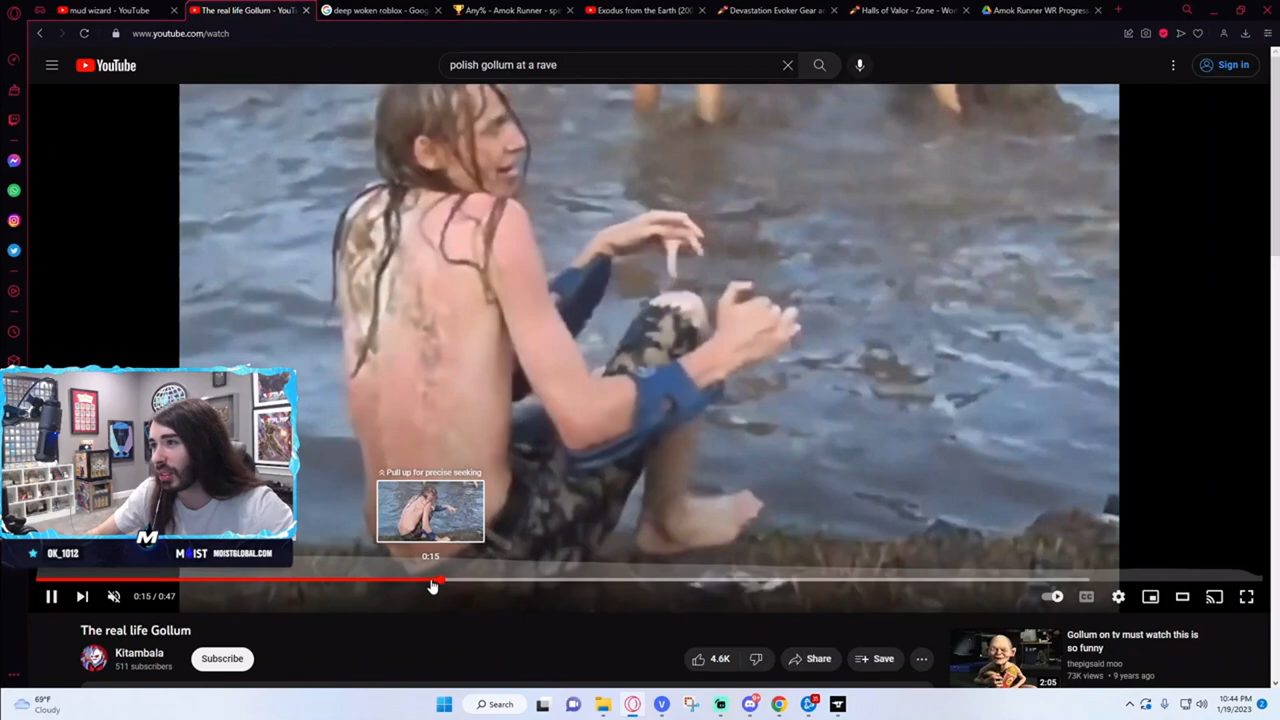 mud wizard - YouTube
The real life Gollum - YouT
deep woken roblox - Goog
Any% - Amok Runner - spe
Exodus from the Earth (200
Devastation Evoker Gear a
Halls of Valor - Zone - Wor
Amok Runner WR Progress
www.youtube.com/watch
YouTube
polish gollum at a rave
Sign in
Pull up for precise seeking
0:15
OK_1012
M
MOIST
MOISTGLOBAL.COM
0:15 / 0:47
CC
The real life Gollum
Kitambala
511 subscribers
Subscribe
4.6K
Share
Save
Gollum on tv must watch this is
so funny
thepigsaid moo
73K views • 9 years ago
2:05
69°F
Cloudy
Search
10:44 PM
1/19/2023